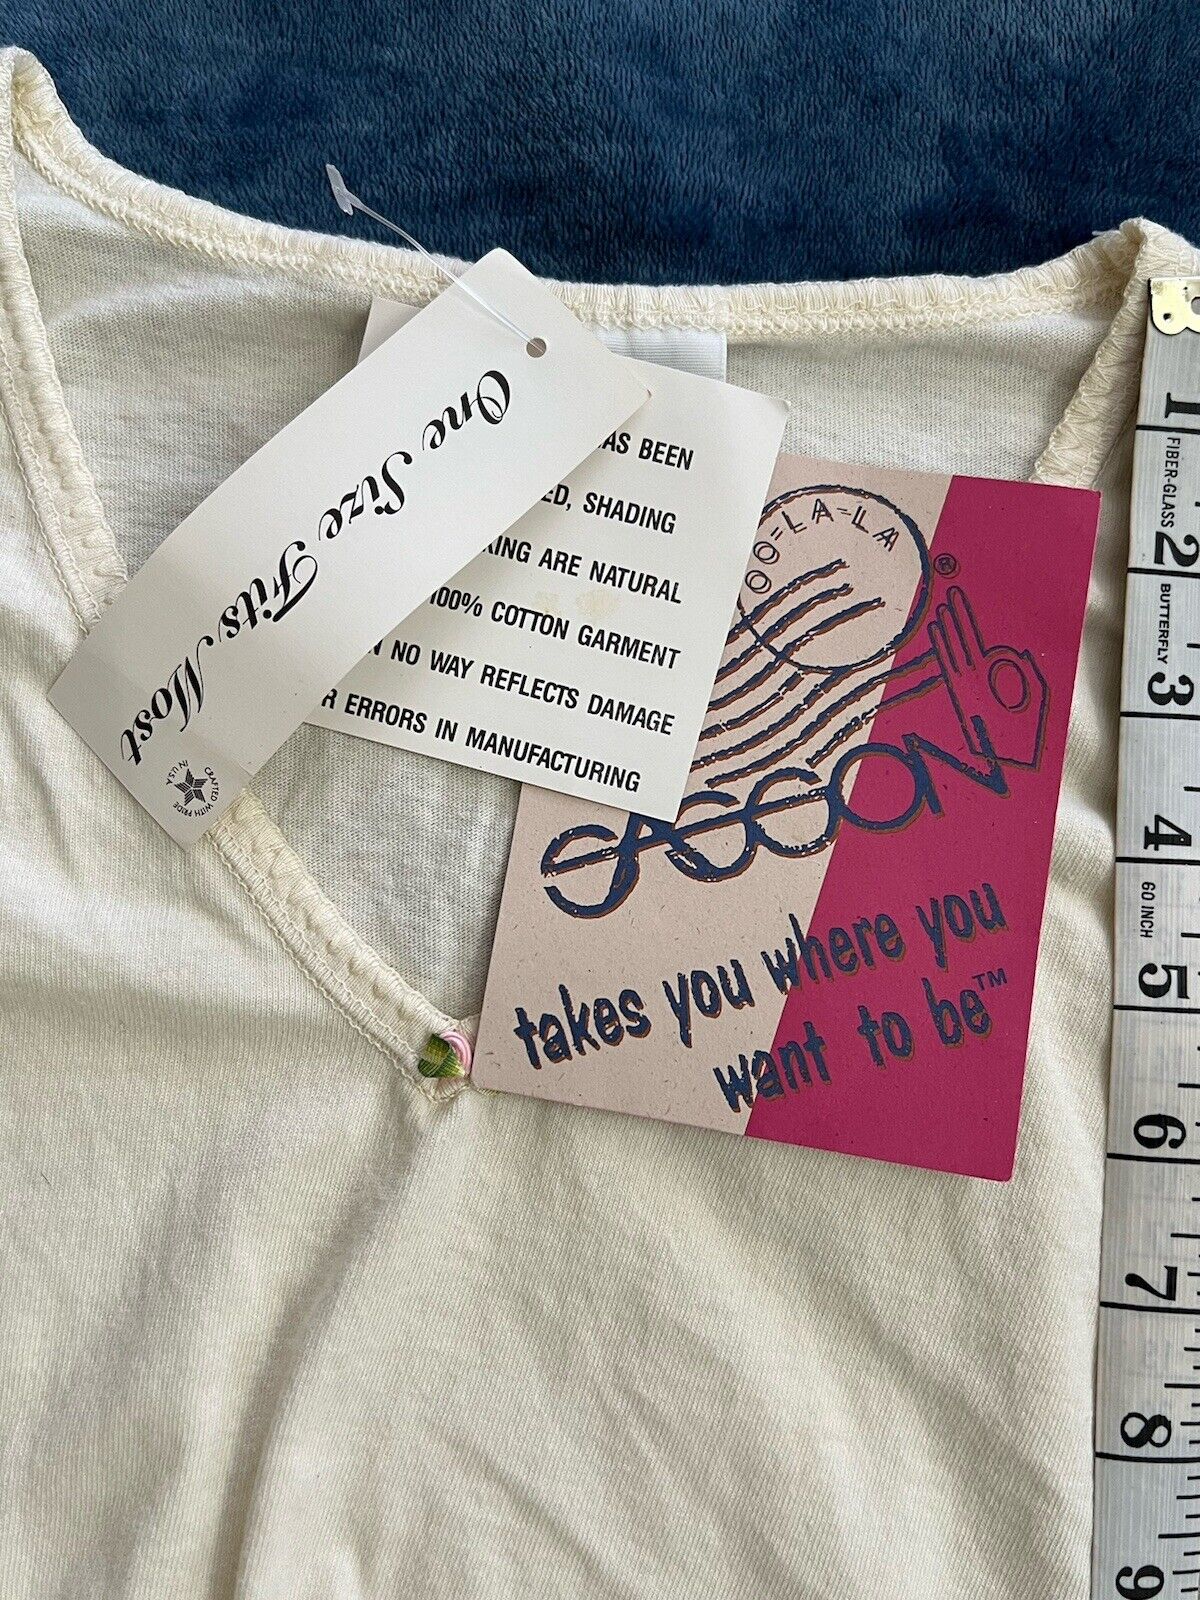 One Size Fits Most
CRAFTED WITH PRIDE
IN U.S.A.
AS BEEN
ED, SHADING
KING ARE NATURAL
100% COTTON GARMENT
NO WAY REFLECTS DAMAGE
R ERRORS IN MANUFACTURING
OO=LA=LA
®
SASSON
takes you where you
want to be™
1
FIBER-GLASS
2
BUTTERFLY
3
4
60 INCH
5
6
7
8
9